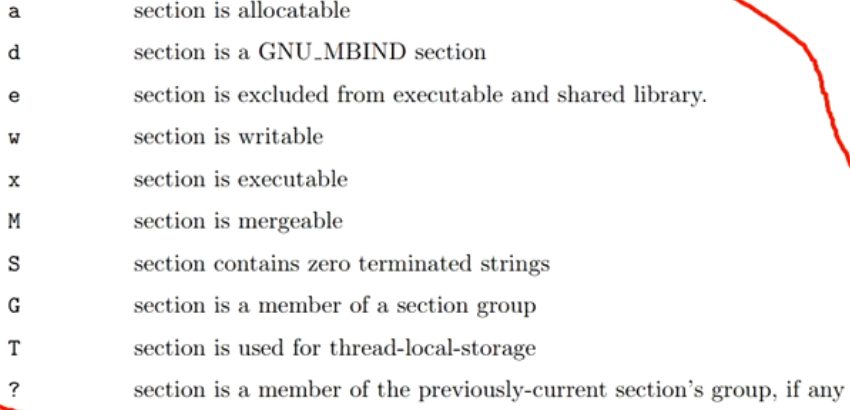 a section is allocatable
d section is a GNU_MBIND section
e section is excluded from executable and shared library.
w section is writable
x section is executable
M section is mergeable
S section contains zero terminated strings
G section is a member of a section group
T section is used for thread-local-storage
? section is a member of the previously-current section's group, if any